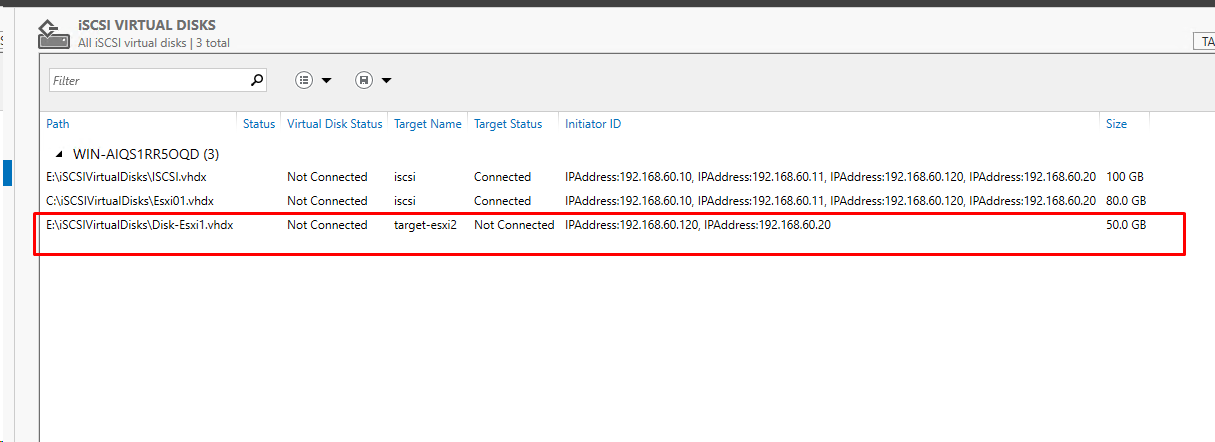 iSCSI VIRTUAL DISKS
All iSCSI virtual disks | 3 total
TA
Filter
Path Status Virtual Disk Status Target Name Target Status Initiator ID Size
WIN-AIQS1RR5OQD (3)
E:\iSCSIVirtualDisks\ISCSI.vhdx Not Connected iscsi Connected IPAddress:192.168.60.10, IPAddress:192.168.60.11, IPAddress:192.168.60.120, IPAddress:192.168.60.20 100 GB
C:\iSCSIVirtualDisks\Esxi01.vhdx Not Connected iscsi Connected IPAddress:192.168.60.10, IPAddress:192.168.60.11, IPAddress:192.168.60.120, IPAddress:192.168.60.20 80.0 GB
E:\iSCSIVirtualDisks\Disk-Esxi1.vhdx Not Connected target-esxi2 Not Connected IPAddress:192.168.60.120, IPAddress:192.168.60.20 50.0 GB